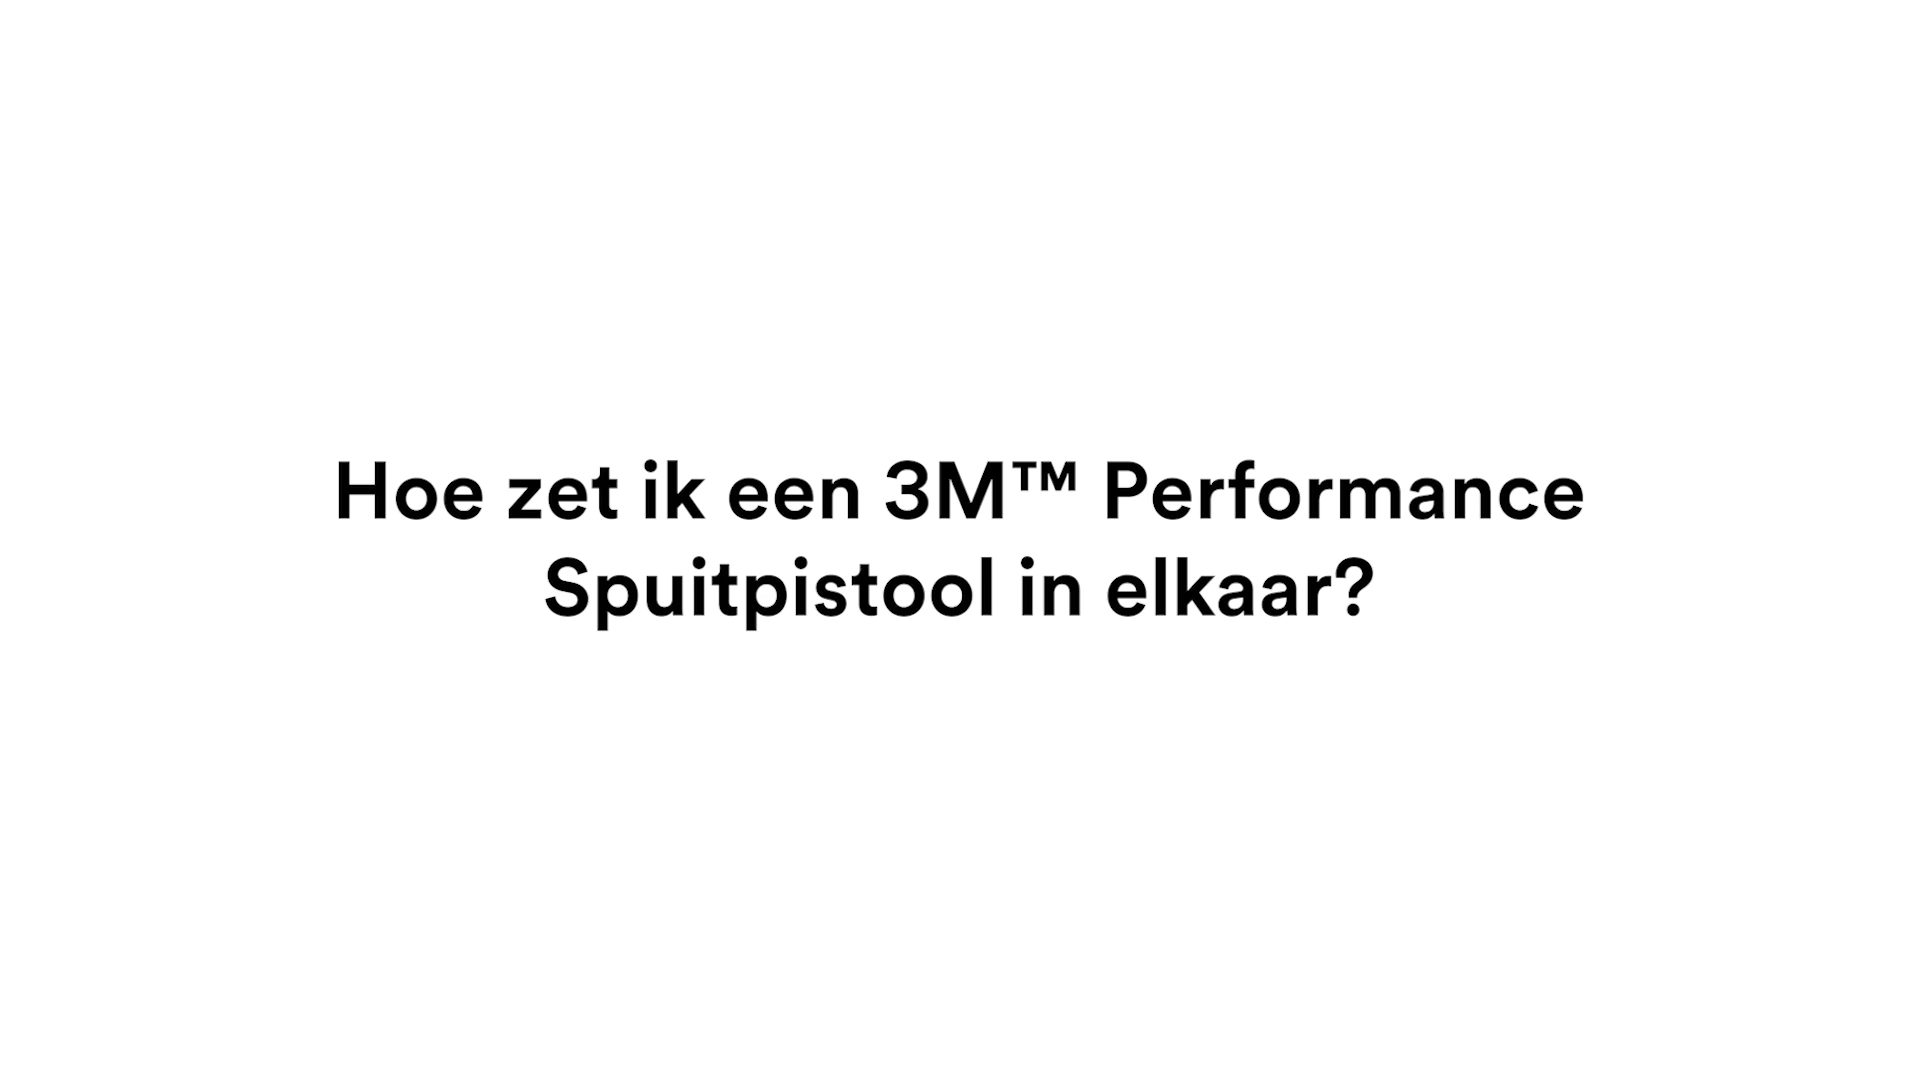 Hoe zet ik een 3M™ Performance
Spuitpistool in elkaar?